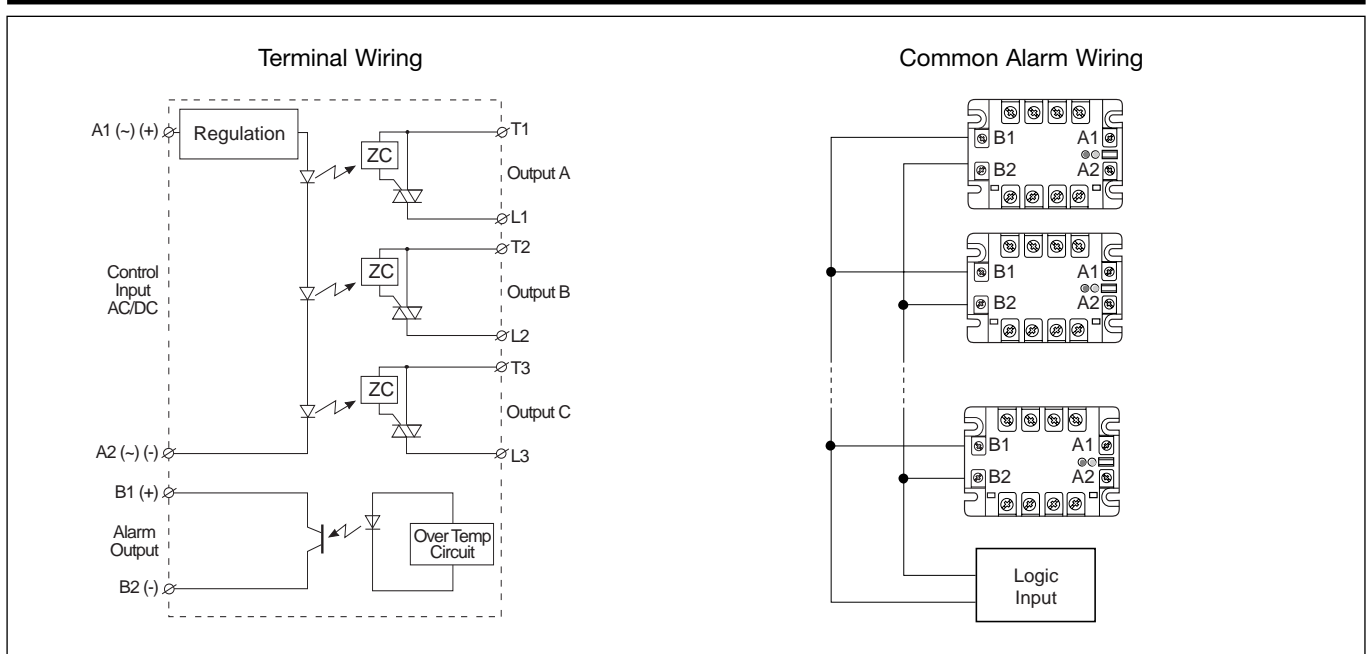 Terminal Wiring
A1 (~) (+)
Regulation
ZC
T1
Output A
L1
T2
ZC
Output B
L2
Control
Input
AC/DC
T3
ZC
Output C
L3
A2 (~) (-)
B1 (+)
Alarm
Output
Over Temp
Circuit
B2 (-)
Common Alarm Wiring
B1
A1
B2
A2
B1
A1
B2
A2
B1
A1
B2
A2
Logic
Input